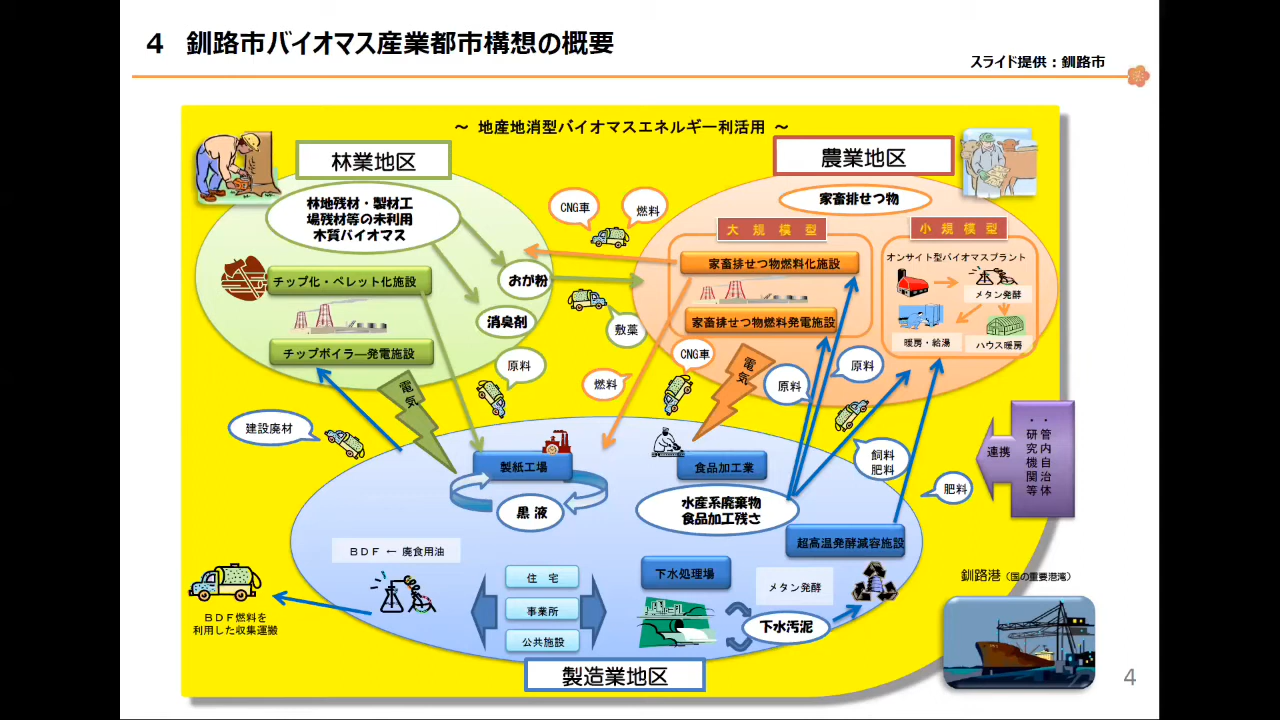 4 釧路市バイオマス産業都市構想の概要
スライド提供：釧路市
～ 地産地消型バイオマスエネルギー利活用 ～
林業地区
農業地区
林地残材・製材工
場残材等の未利用
木質バイオマス
CNG車
燃料
家畜排せつ物
大規模型
小規模型
オンサイト型バイオマスプラント
家畜排せつ物燃料化施設
チップ化・ペレット化施設
おが粉
メタン発酵
消臭剤
敷藁
家畜排せつ物燃料発電施設
暖房・給湯
ハウス暖房
チップボイラ―発電施設
原料
CNG車
電気
燃料
電気
原料
原料
建設廃材
飼料
肥料
連携
・・管内自治体
研究機関等
製紙工場
食品加工業
肥料
水産系廃棄物
食品加工残さ
黒液
超高温発酵減容施設
ＢＤＦ ← 廃食用油
住宅
下水処理場
メタン発酵
釧路港（国の重要港湾）
事業所
ＢＤＦ燃料を
利用した収集運搬
下水汚泥
公共施設
製造業地区
4